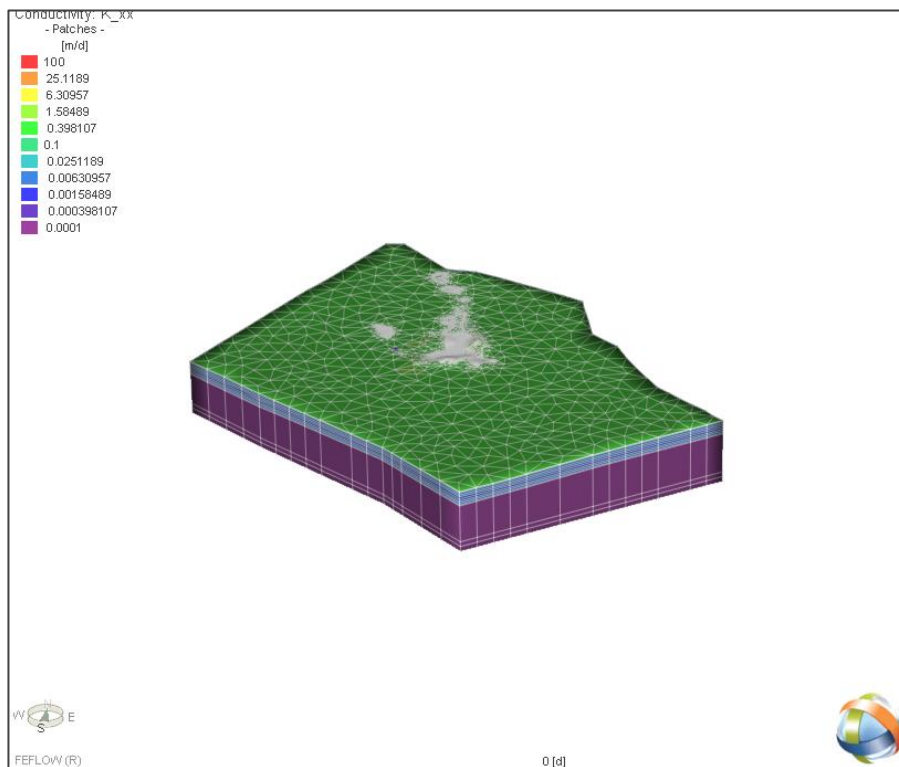 Conductivity: K_xx
- Patches -
[m/d]
100
25.1189
6.30957
1.58489
0.398107
0.1
0.0251189
0.00630957
0.00158489
0.000398107
0.0001
N
W E
S
FEFLOW (R)
0 [d]